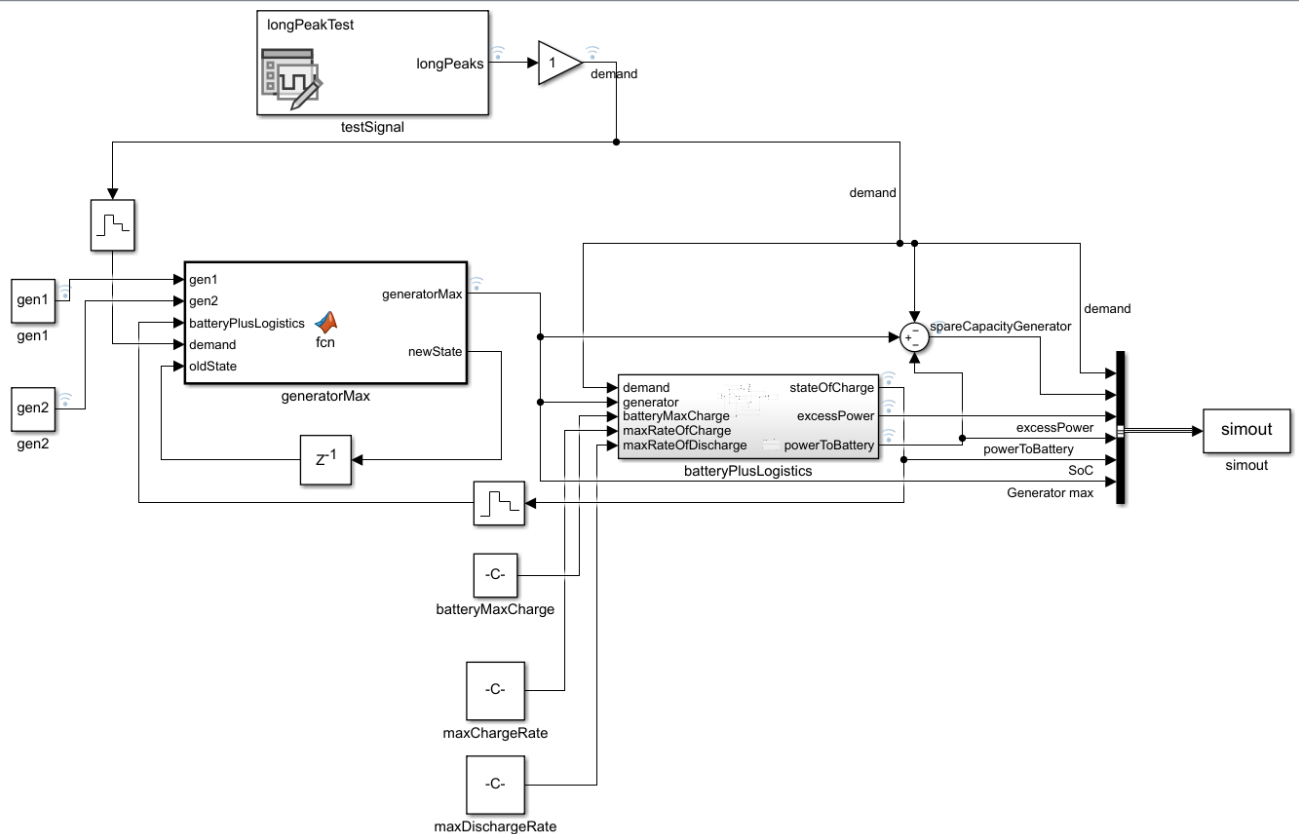 longPeakTest
longPeaks
testSignal
1
demand
demand
gen1
gen1
gen2
gen2
gen1
gen2
batteryPlusLogistics
demand
oldState
fcn
generatorMax
newState
generatorMax
Z-1
demand
generator
batteryMaxCharge
maxRateOfCharge
maxRateOfDischarge
stateOfCharge
excessPower
powerToBattery
batteryPlusLogistics
+
−
−
spareCapacityGenerator
demand
excessPower
powerToBattery
SoC
Generator max
simout
simout
-C-
batteryMaxCharge
-C-
maxChargeRate
-C-
maxDischargeRate